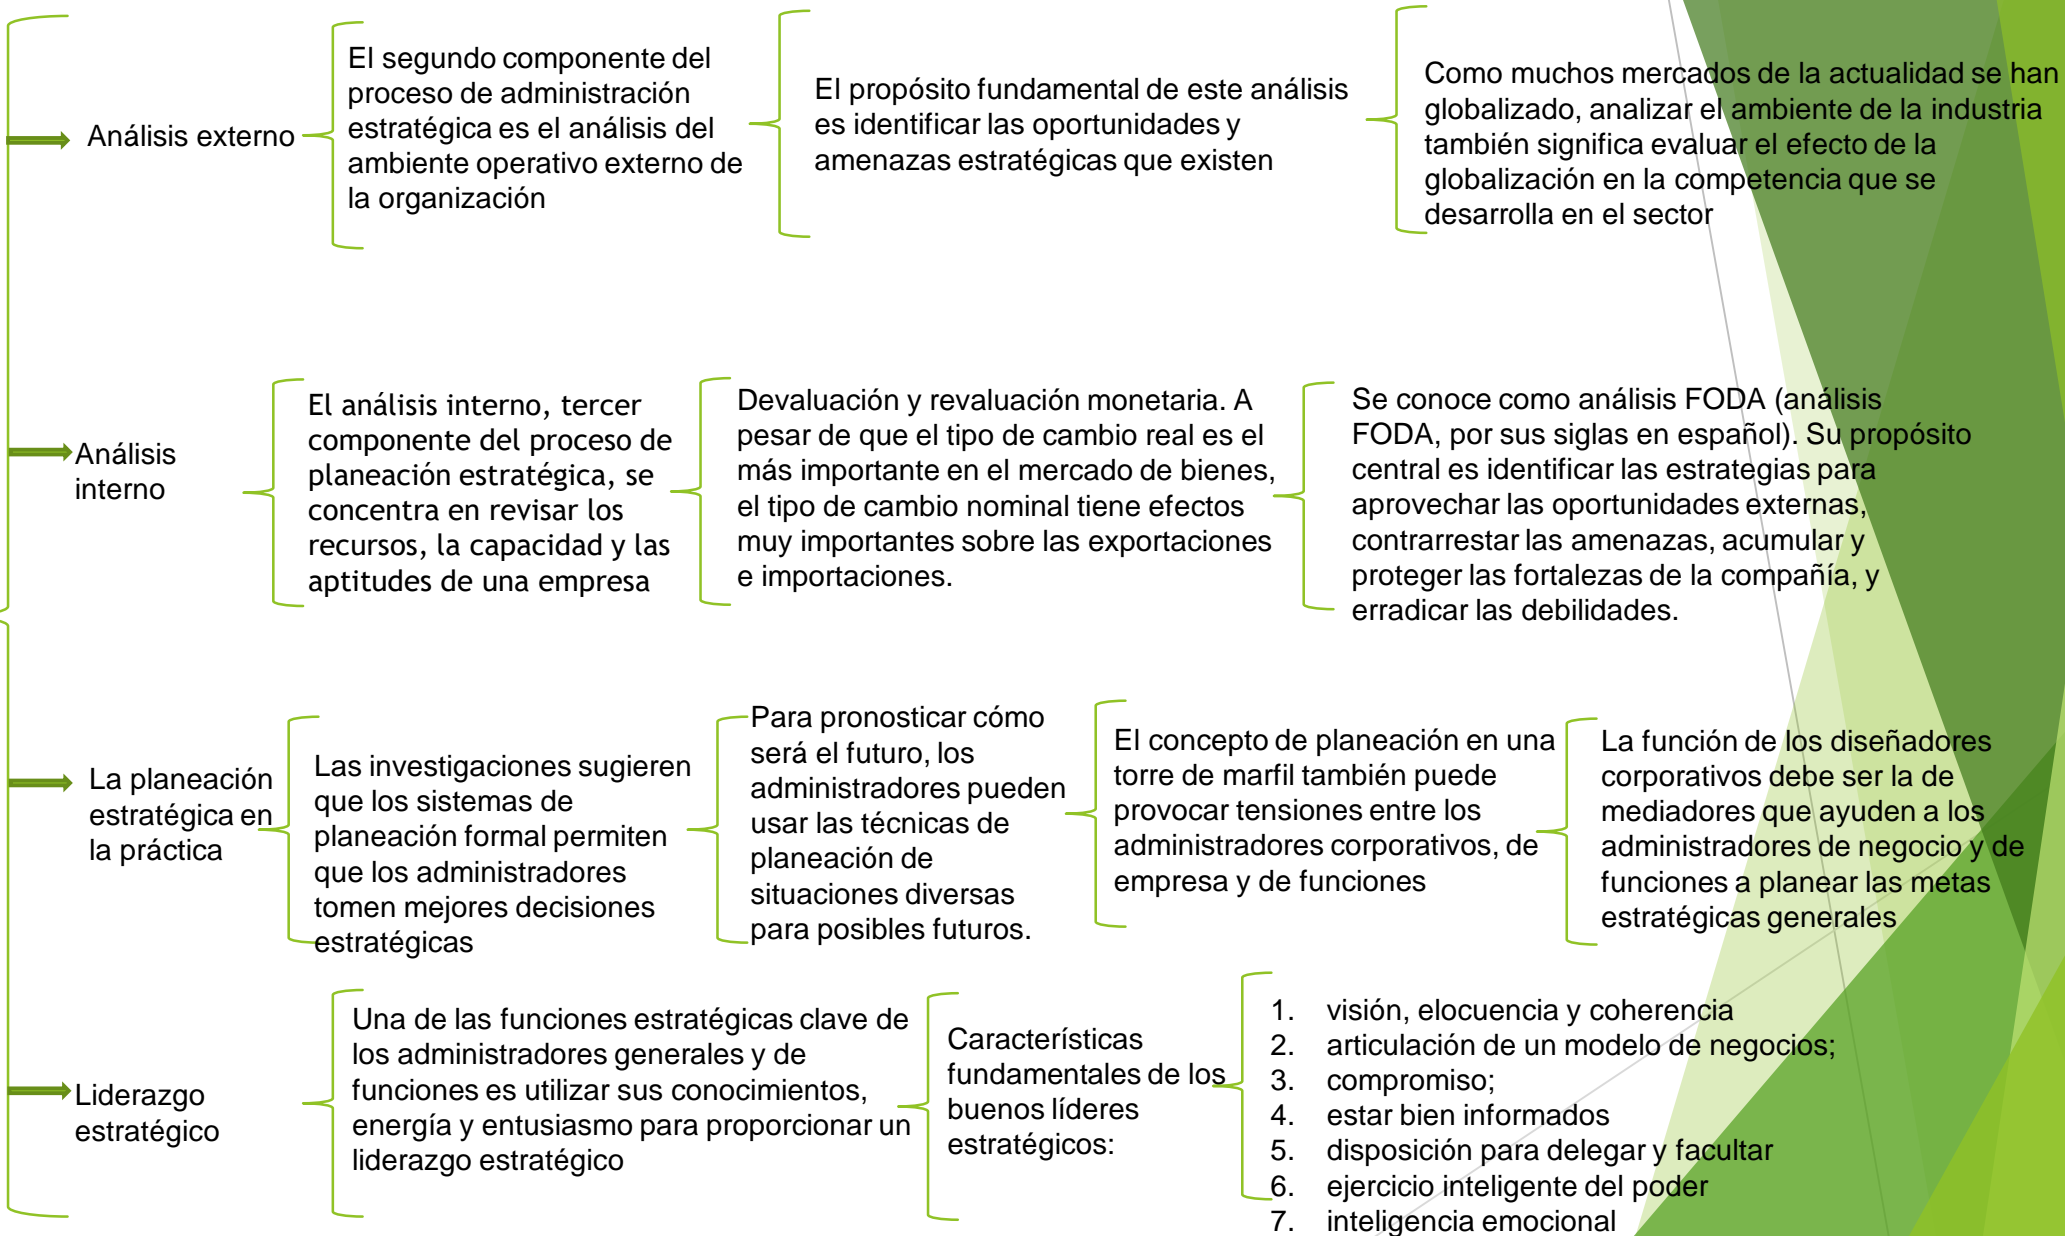 Análisis externo
El segundo componente del
proceso de administración
estratégica es el análisis del
ambiente operativo externo de
la organización
El propósito fundamental de este análisis
es identificar las oportunidades y
amenazas estratégicas que existen
Como muchos mercados de la actualidad se han
globalizado, analizar el ambiente de la industria
también significa evaluar el efecto de la
globalización en la competencia que se
desarrolla en el sector
Análisis
interno
El análisis interno, tercer
componente del proceso de
planeación estratégica, se
concentra en revisar los
recursos, la capacidad y las
aptitudes de una empresa
Devaluación y revaluación monetaria. A
pesar de que el tipo de cambio real es el
más importante en el mercado de bienes,
el tipo de cambio nominal tiene efectos
muy importantes sobre las exportaciones
e importaciones.
Se conoce como análisis FODA (análisis
FODA, por sus siglas en español). Su propósito
central es identificar las estrategias para
aprovechar las oportunidades externas,
contrarrestar las amenazas, acumular y
proteger las fortalezas de la compañía, y
erradicar las debilidades.
La planeación
estratégica en
la práctica
Las investigaciones sugieren
que los sistemas de
planeación formal permiten
que los administradores
tomen mejores decisiones
estratégicas
Para pronosticar cómo
será el futuro, los
administradores pueden
usar las técnicas de
planeación de
situaciones diversas
para posibles futuros.
El concepto de planeación en una
torre de marfil también puede
provocar tensiones entre los
administradores corporativos, de
empresa y de funciones
La función de los diseñadores
corporativos debe ser la de
mediadores que ayuden a los
administradores de negocio y de
funciones a planear las metas
estratégicas generales
Liderazgo
estratégico
Una de las funciones estratégicas clave de
los administradores generales y de
funciones es utilizar sus conocimientos,
energía y entusiasmo para proporcionar un
liderazgo estratégico
Características
fundamentales de los
buenos líderes
estratégicos:
1. visión, elocuencia y coherencia
2. articulación de un modelo de negocios;
3. compromiso;
4. estar bien informados
5. disposición para delegar y facultar
6. ejercicio inteligente del poder
7. inteligencia emocional